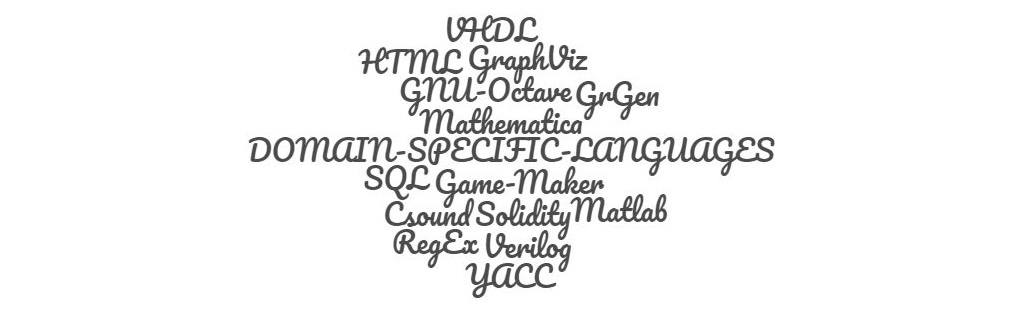 VHDL
HTML GraphViz
GNU-Octave GrGen
Mathematica
DOMAIN-SPECIFIC-LANGUAGES
SQL Game-Maker
Csound Solidity Matlab
RegEx Verilog
YACC